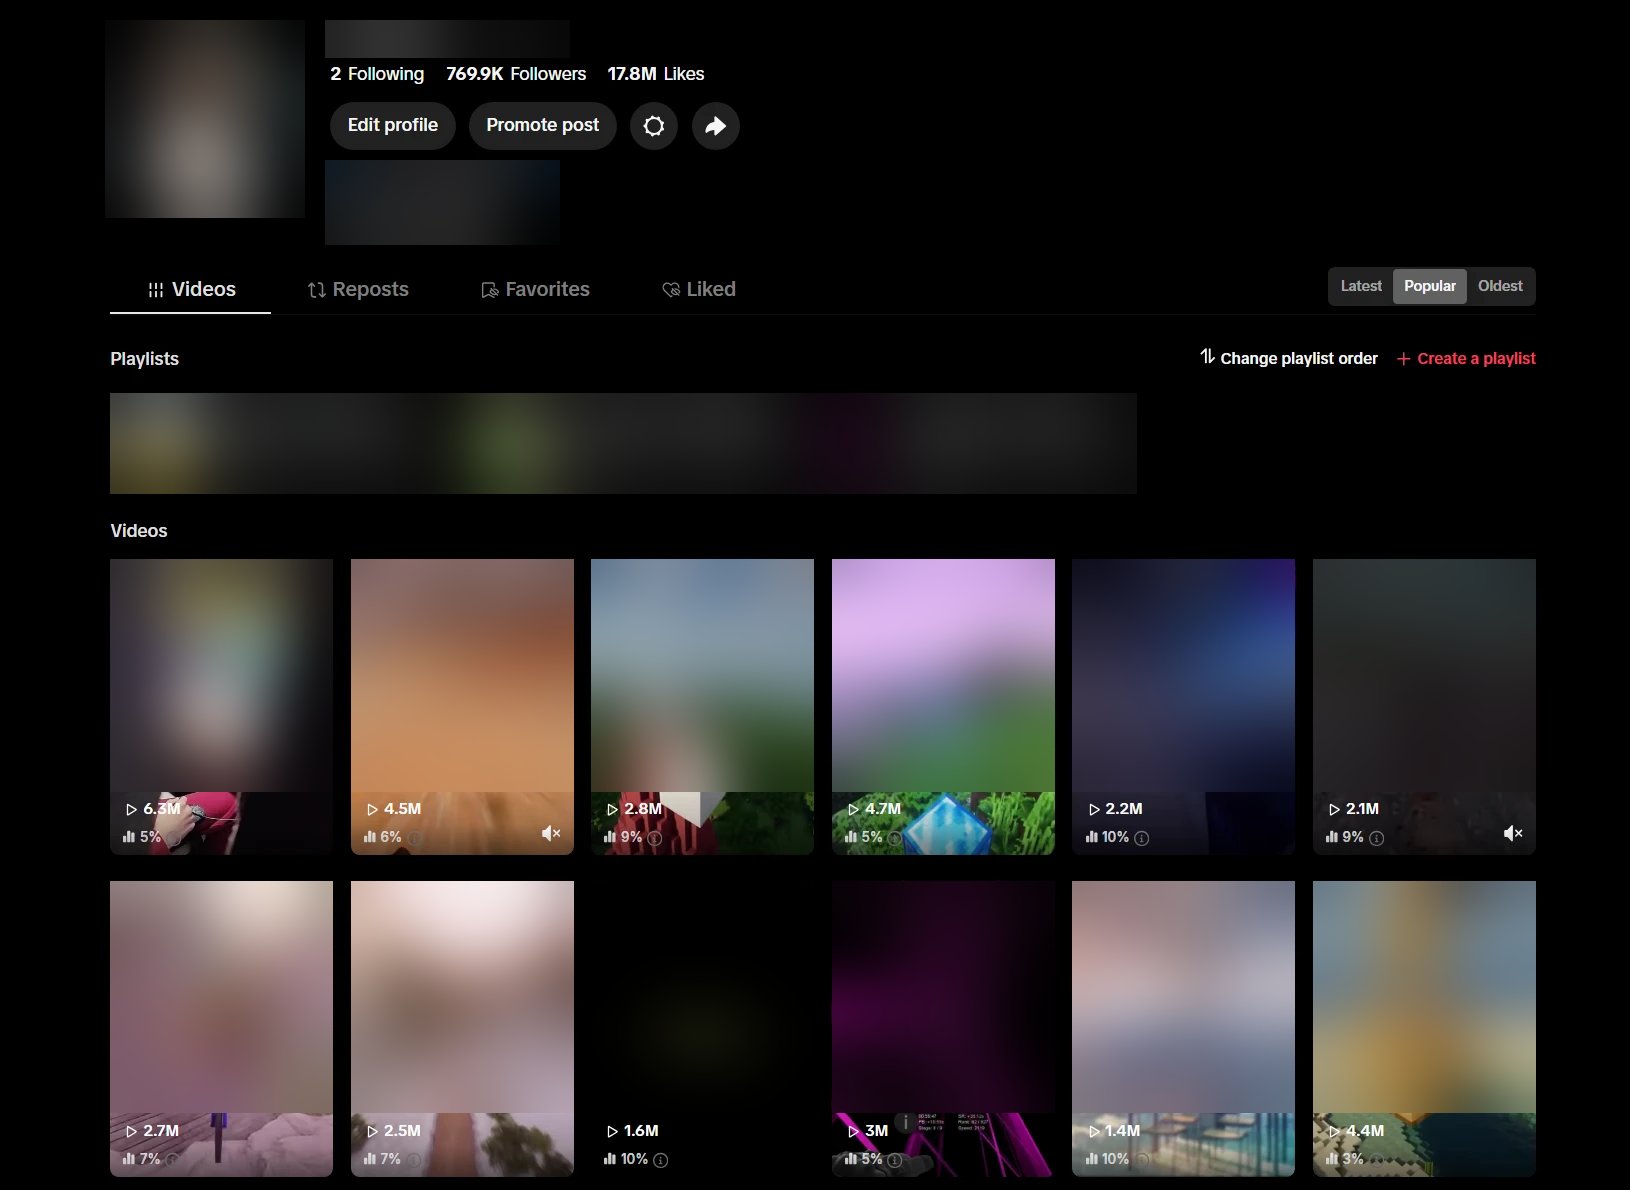 2 Following 769.9K Followers 17.8M Likes
Edit profile Promote post
Videos Reposts Favorites Liked
Latest Popular Oldest
Playlists
Change playlist order + Create a playlist
Videos
6.3M 4.5M 2.8M 4.7M 2.2M 2.1M
5% 6% 9% 5% 10% 9%
2.7M 2.5M 1.6M 3M 1.4M 4.4M
7% 7% 10% 5% 10% 3%